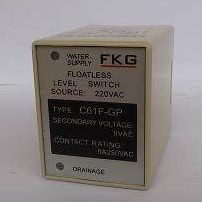 WATER-
SUPPLY FKG
FLOATLESS
LEVEL SWITCH
SOURCE: 220VAC
TYPE: C61F-GP
SECONDARY VOLTAGE:
8VAC
CONTACT RATING:
5A250VAC
DRAINAGE